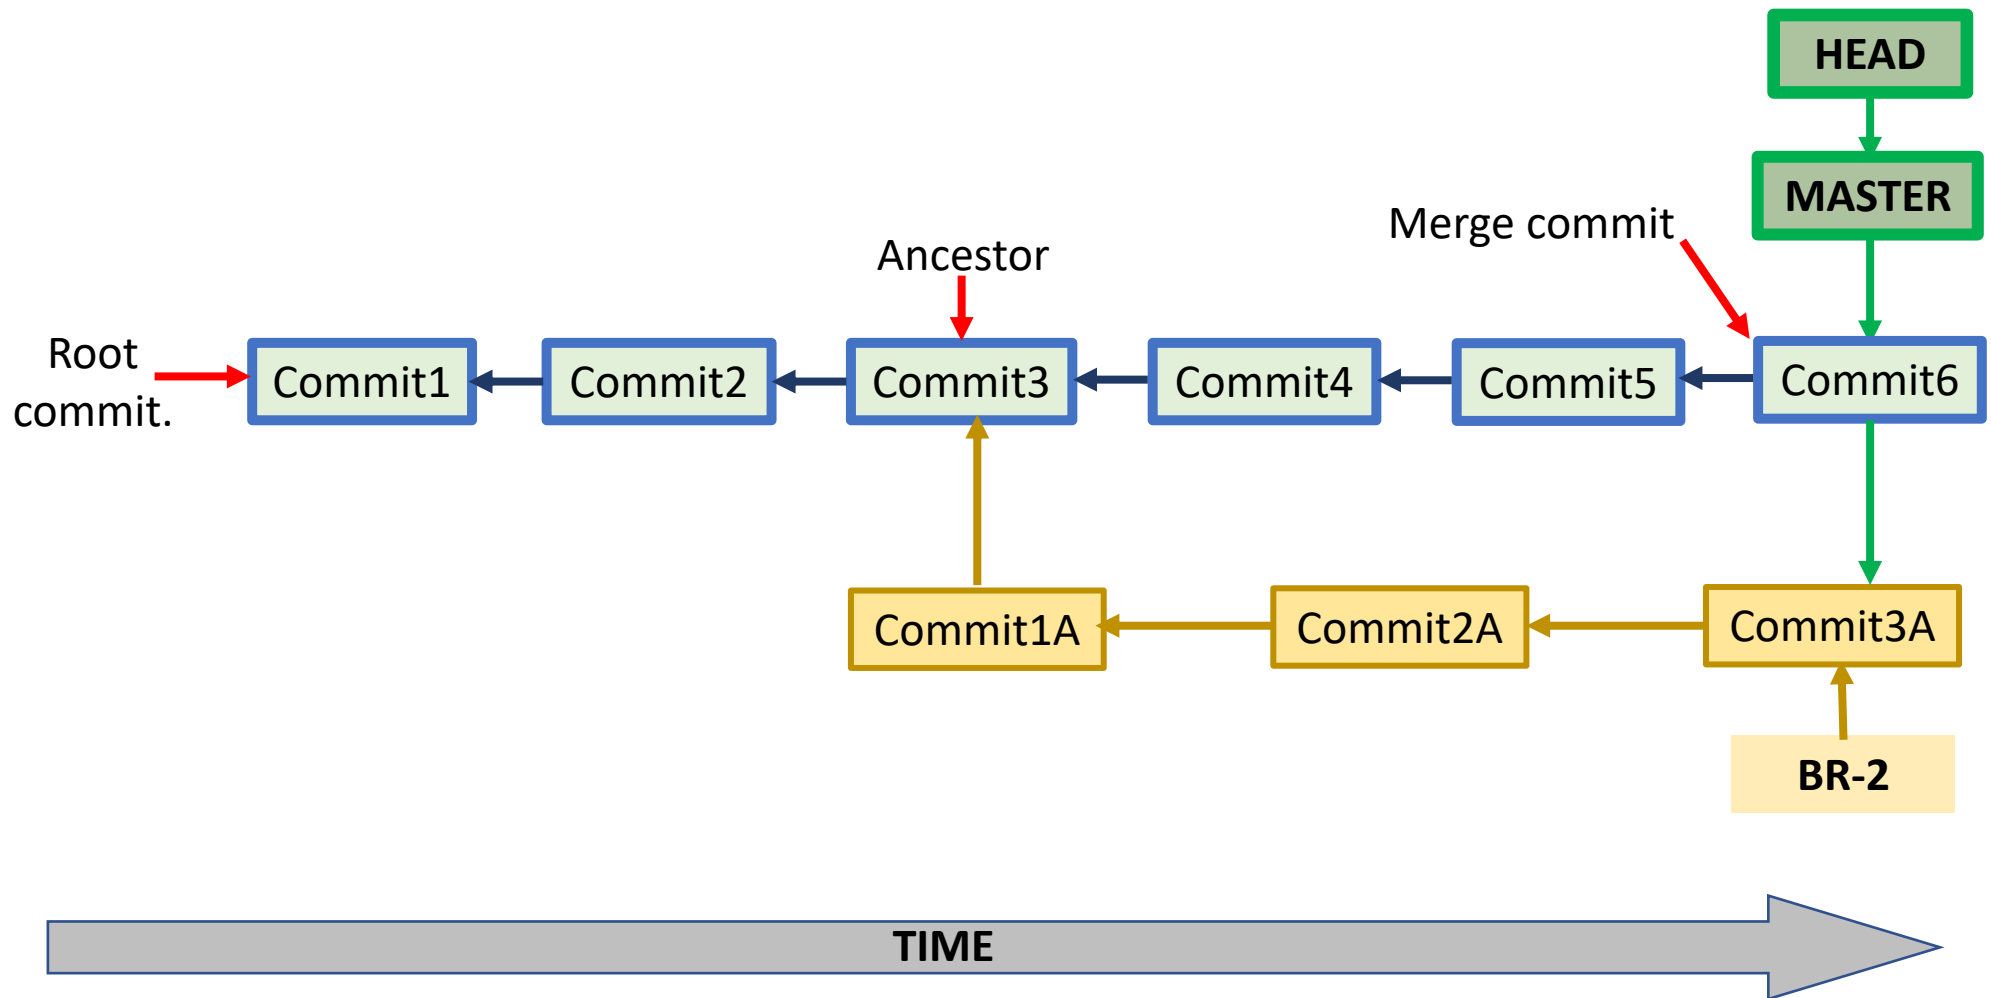 HEAD
MASTER
Merge commit
Ancestor
Root
commit.
Commit1
Commit2
Commit3
Commit4
Commit5
Commit6
Commit1A
Commit2A
Commit3A
BR-2
TIME